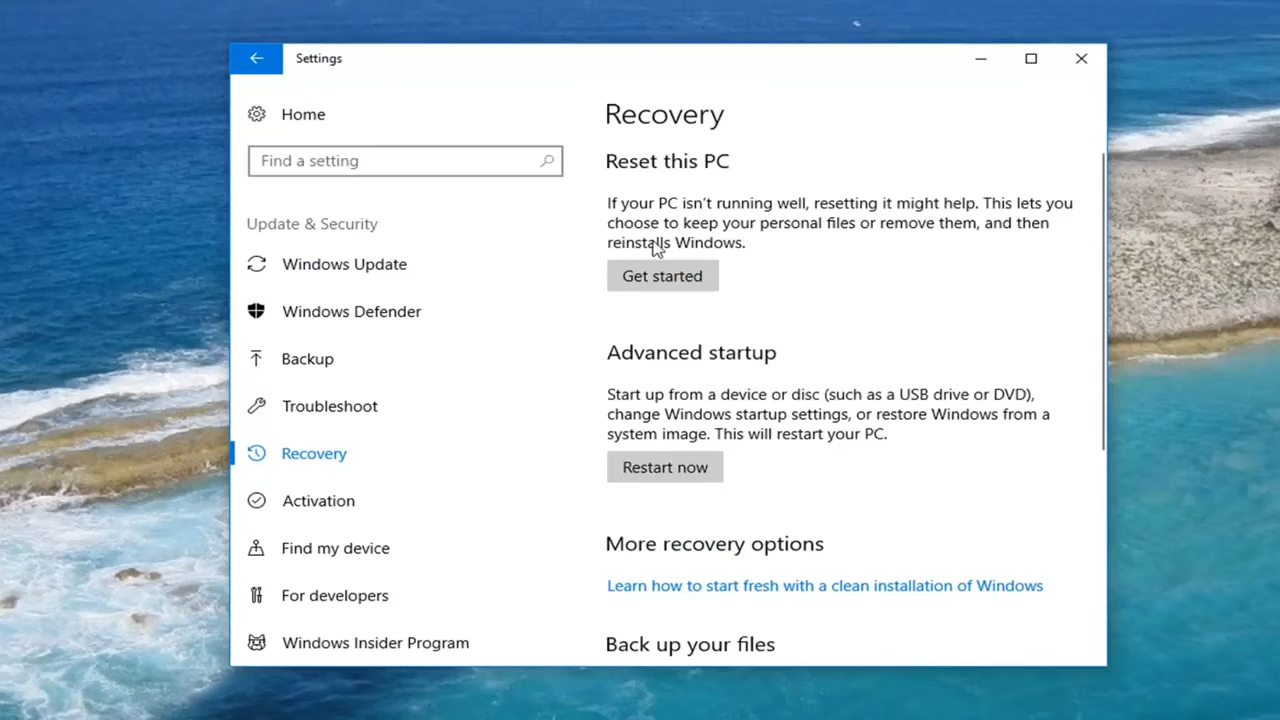 Settings
Home
Find a setting
Update & Security
Windows Update
Windows Defender
Backup
Troubleshoot
Recovery
Activation
Find my device
For developers
Windows Insider Program
Recovery
Reset this PC
If your PC isn't running well, resetting it might help. This lets you
choose to keep your personal files or remove them, and then
reinstalls Windows.
Get started
Advanced startup
Start up from a device or disc (such as a USB drive or DVD),
change Windows startup settings, or restore Windows from a
system image. This will restart your PC.
Restart now
More recovery options
Learn how to start fresh with a clean installation of Windows
Back up your files